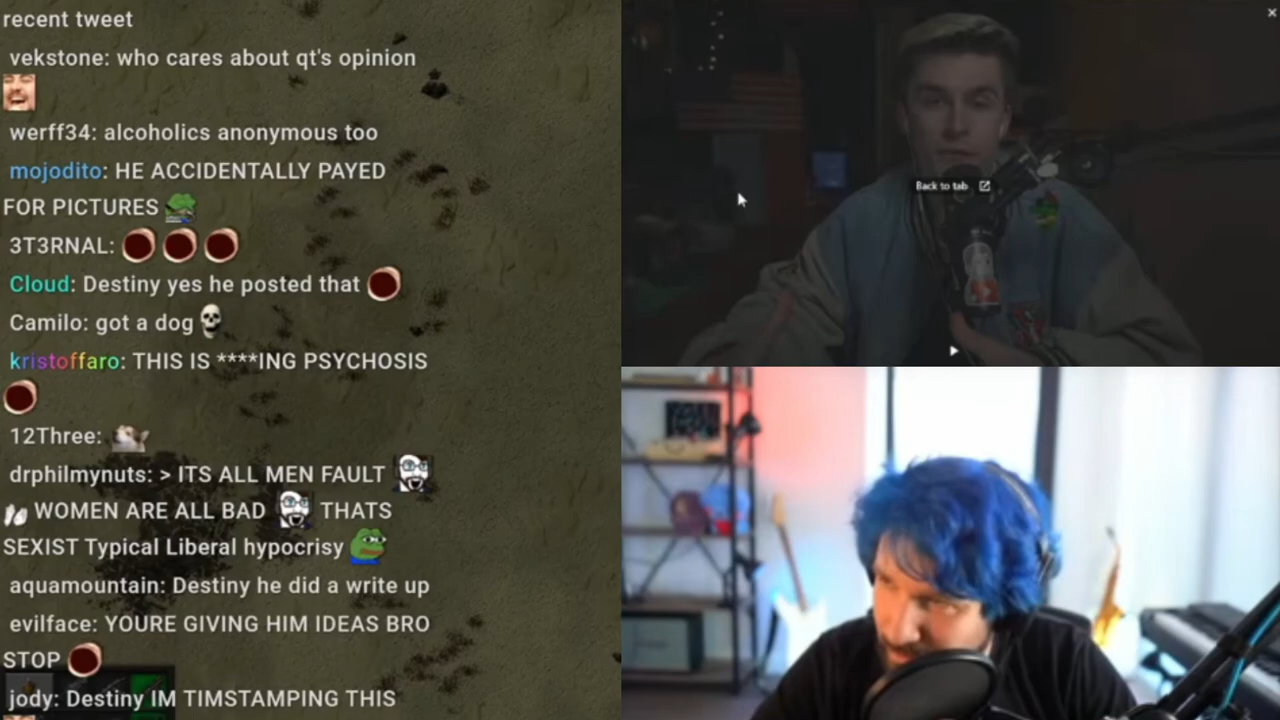 recent tweet
vekstone: who cares about qt's opinion
werff34: alcoholics anonymous too
mojodito: HE ACCIDENTALLY PAYED
FOR PICTURES
3T3RNAL:
Cloud: Destiny yes he posted that
Camilo: got a dog
kristoffaro: THIS IS ****ING PSYCHOSIS
12Three:
drphilmynuts: > ITS ALL MEN FAULT
WOMEN ARE ALL BAD THATS
SEXIST Typical Liberal hypocrisy
aquamountain: Destiny he did a write up
evilface: YOURE GIVING HIM IDEAS BRO
STOP
jody: Destiny IM TIMSTAMPING THIS
Back to tab